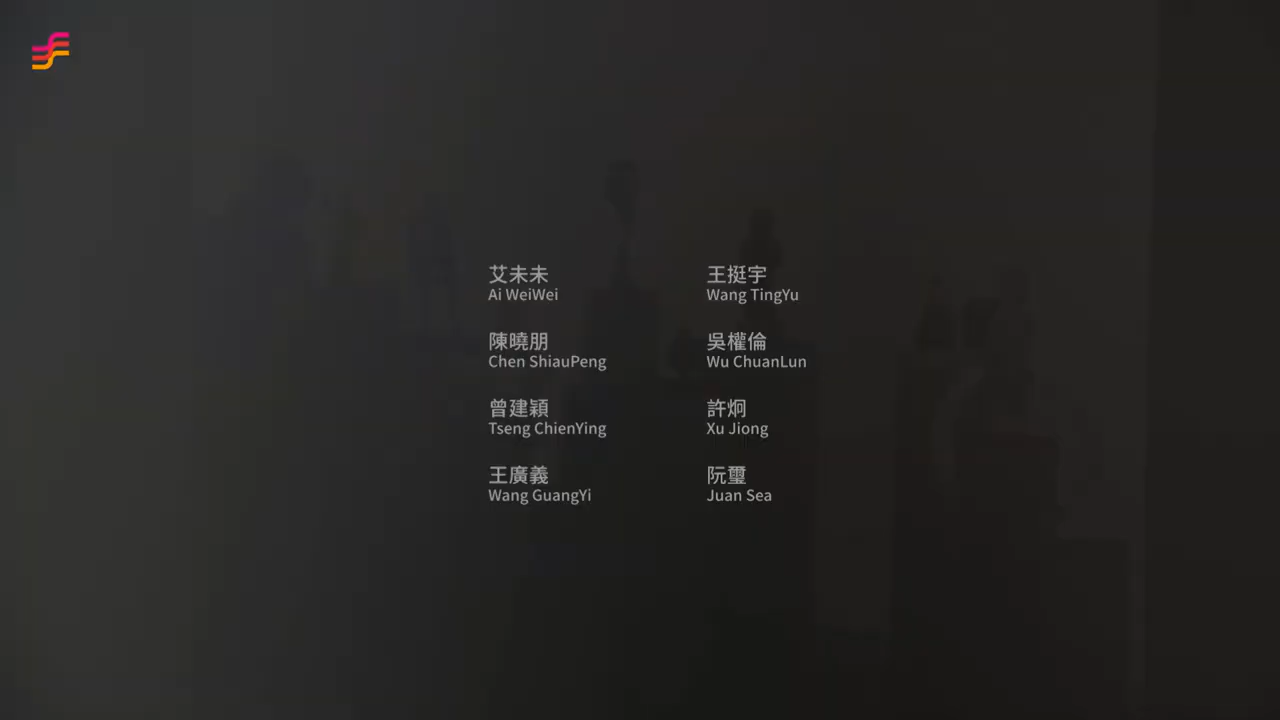 艾未未
Ai WeiWei
陳曉朋
Chen ShiauPeng
曾建穎
Tseng ChienYing
王廣義
Wang GuangYi
王挺宇
Wang TingYu
吳權倫
Wu ChuanLun
許炯
Xu Jiong
阮璽
Juan Sea